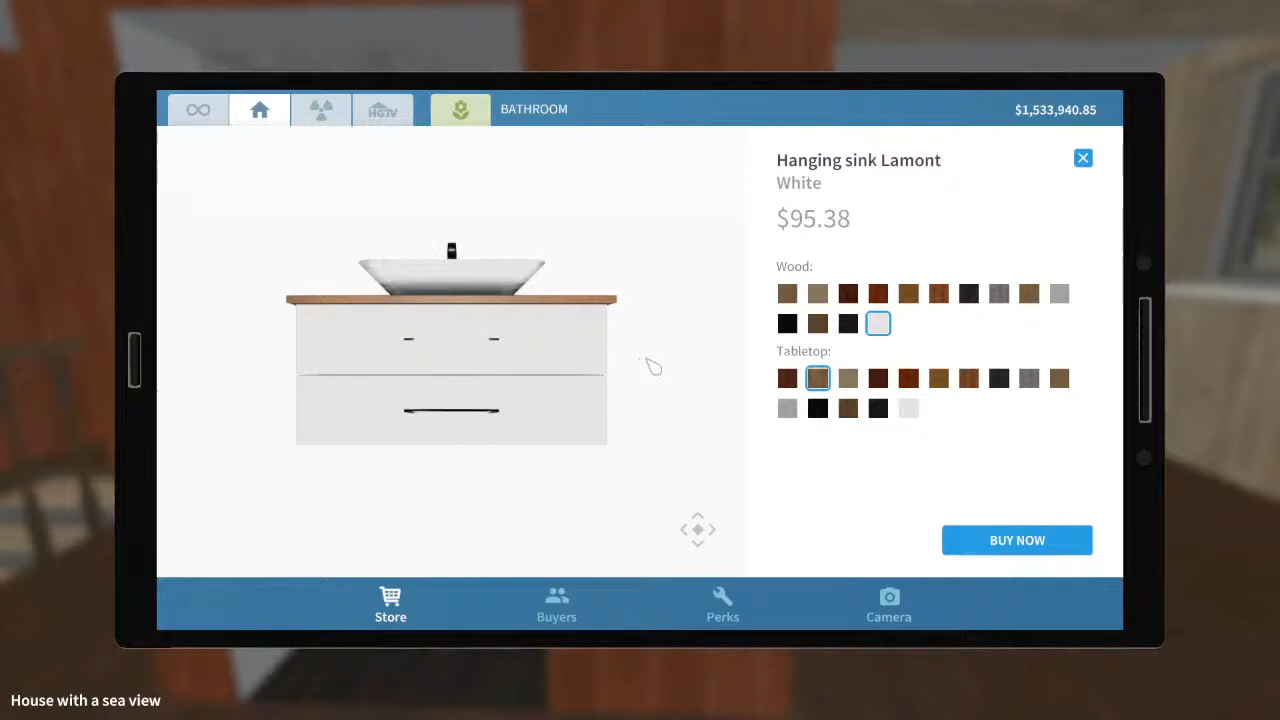 HGTV
BATHROOM
$1,533,940.85
Hanging sink Lamont
White
$95.38
Wood:
Tabletop:
BUY NOW
Store
Buyers
Perks
Camera
House with a sea view